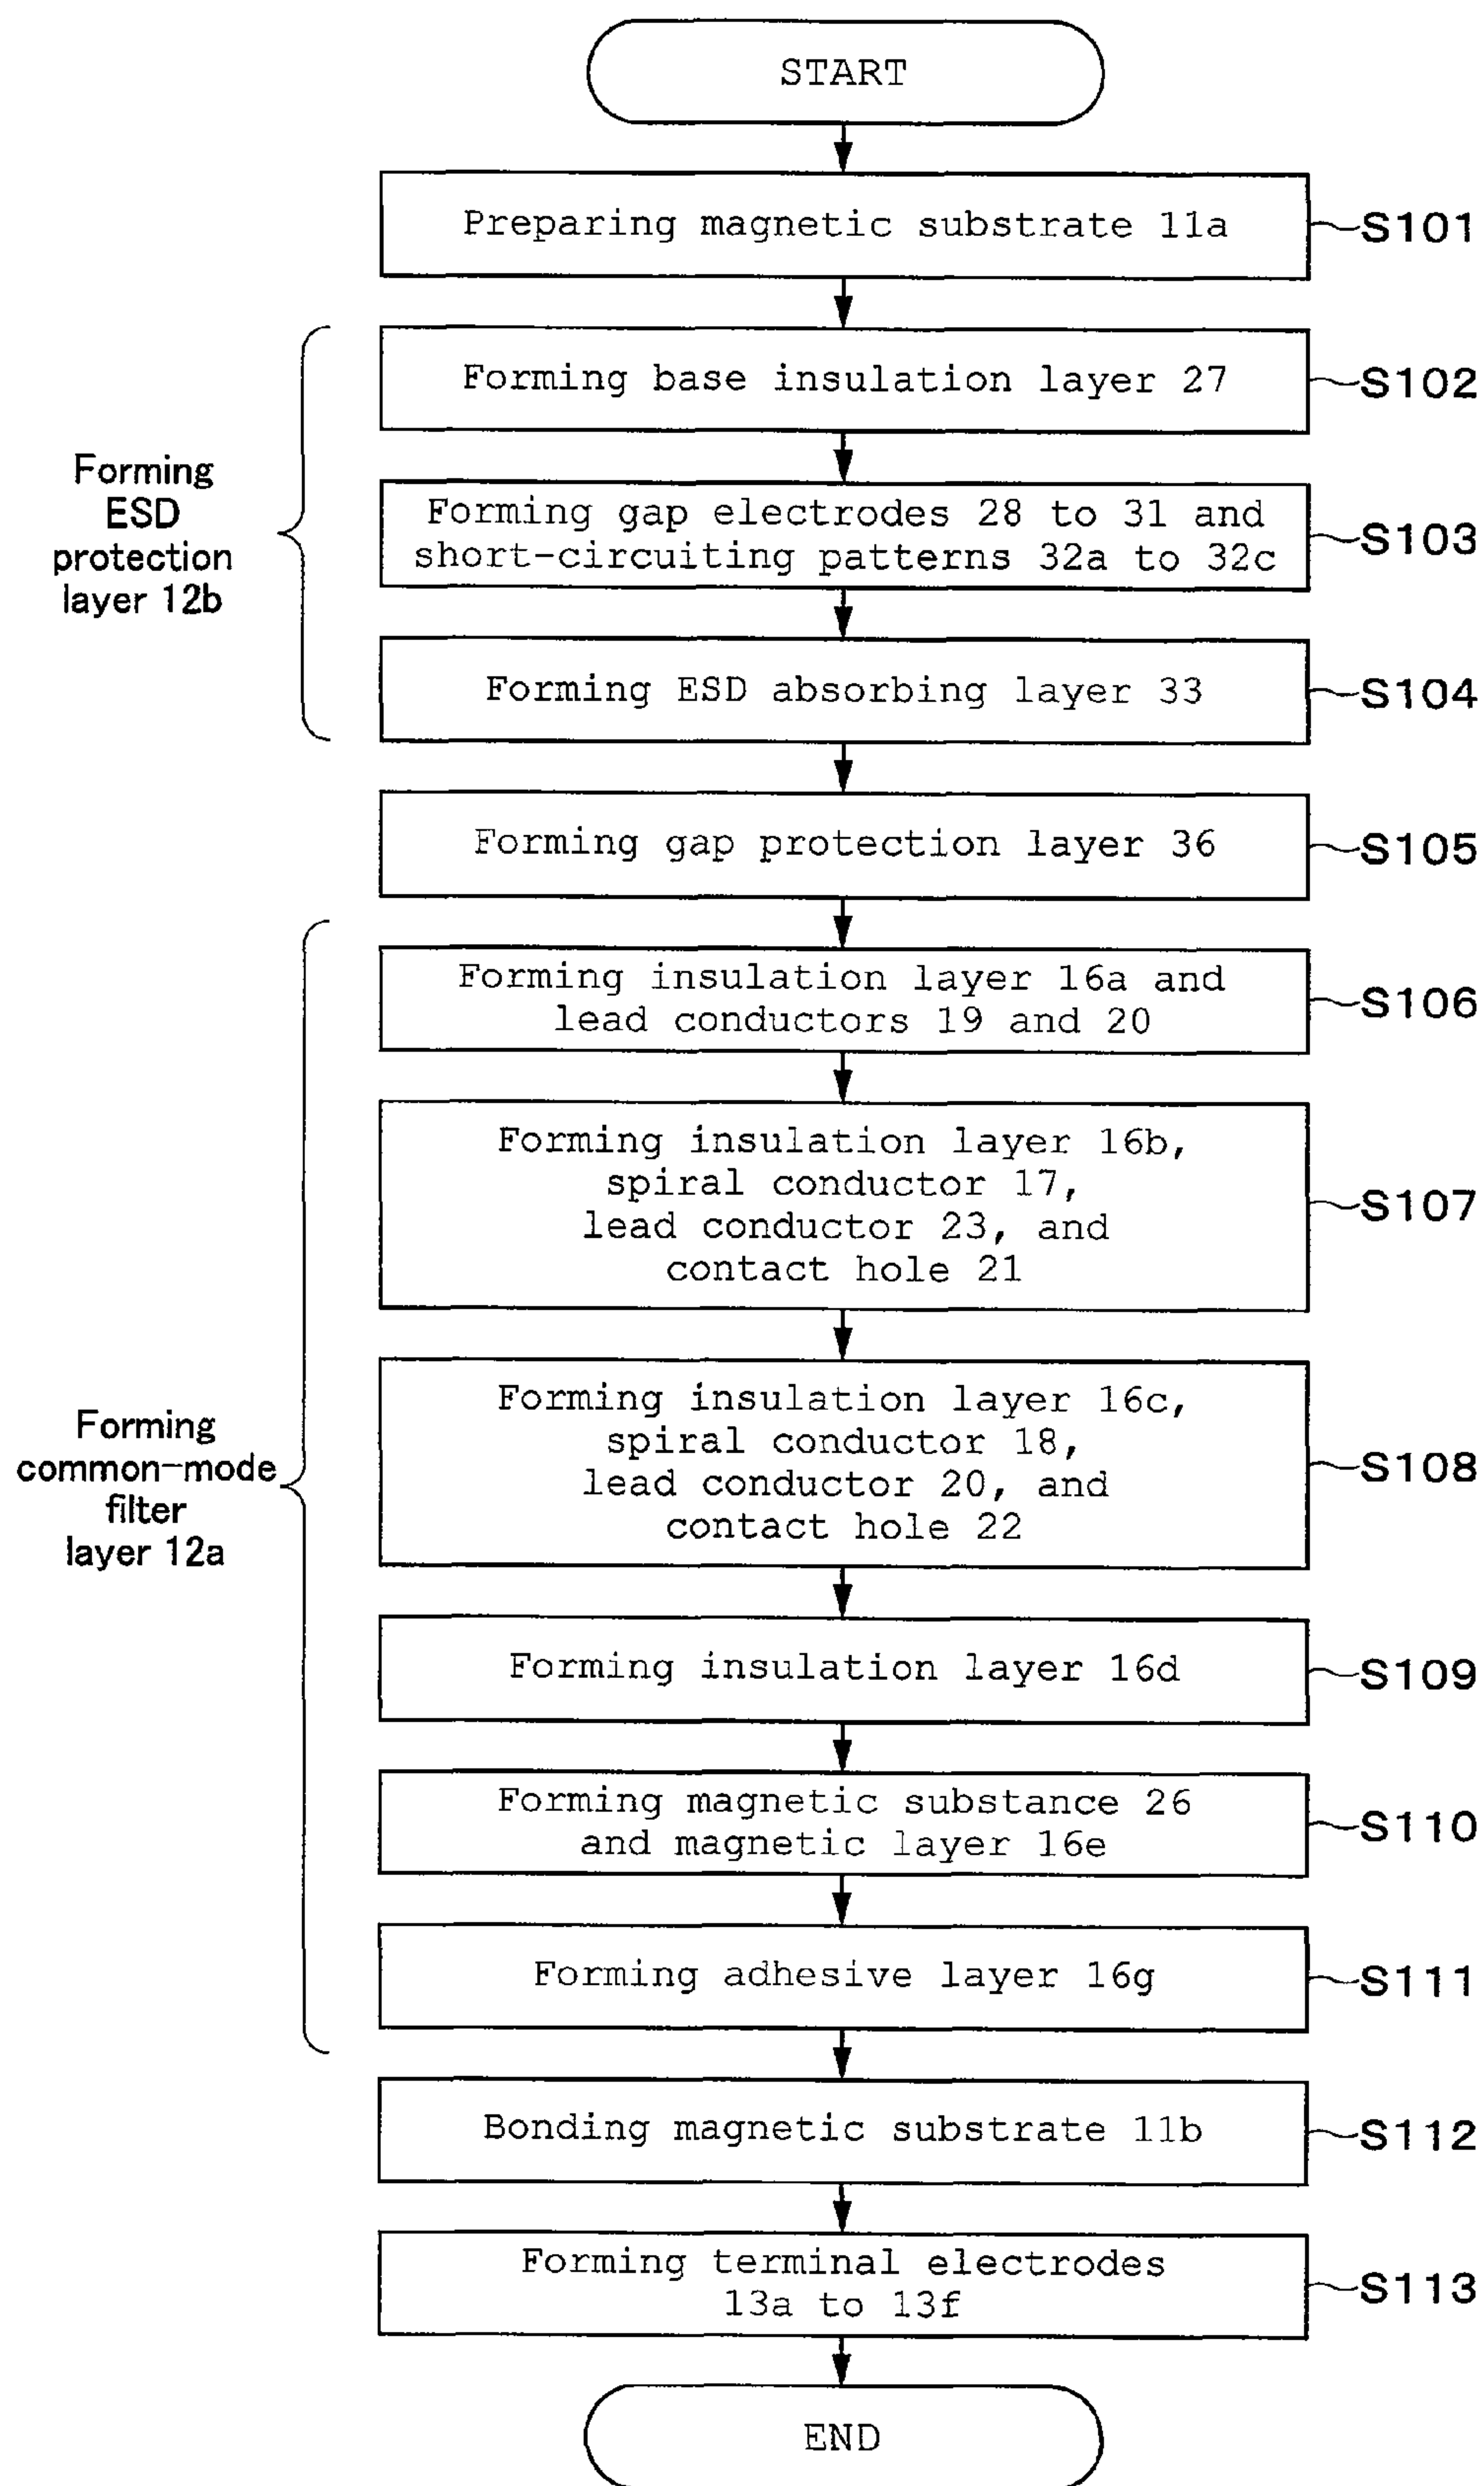 START
Preparing magnetic substrate 11a
S101
Forming
ESD
protection
layer 12b
Forming base insulation layer 27
S102
Forming gap electrodes 28 to 31 and
short-circuiting patterns 32a to 32c
S103
Forming ESD absorbing layer 33
S104
Forming gap protection layer 36
S105
Forming
common-mode
filter
layer 12a
Forming insulation layer 16a and
lead conductors 19 and 20
S106
Forming insulation layer 16b,
spiral conductor 17,
lead conductor 23, and
contact hole 21
S107
Forming insulation layer 16c,
spiral conductor 18,
lead conductor 20, and
contact hole 22
S108
Forming insulation layer 16d
S109
Forming magnetic substance 26
and magnetic layer 16e
S110
Forming adhesive layer 16g
S111
Bonding magnetic substrate 11b
S112
Forming terminal electrodes
13a to 13f
S113
END